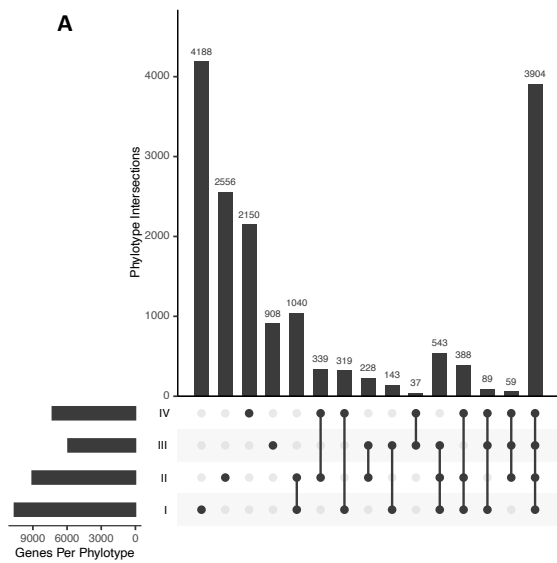 A
4188
3904
4000
Phylotype Intersections
3000
2556
2150
2000
1040
908
1000
543
339
319
388
228
143
37
89
59
0
IV
III
II
I
9000 6000 3000 0
Genes Per Phylotype